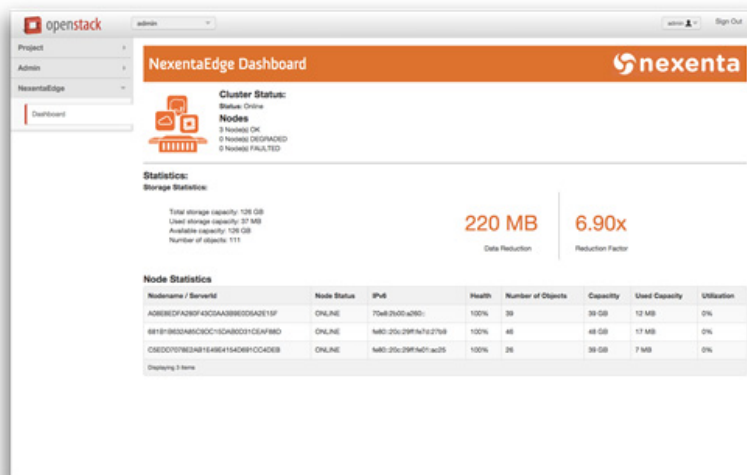 openstack
admin
admin
Sign Out
Project
Admin
NexentaEdge
Dashboard
NexentaEdge Dashboard
nexenta
Cluster Status:
Status: Online
Nodes
3 Node(s) OK
0 Node(s) DEGRADED
0 Node(s) FAULTED
Statistics:
Storage Statistics:
Total storage capacity: 126 GB
Used storage capacity: 37 MB
Available capacity: 126 GB
Number of objects: 111
220 MB
Data Reduction
6.90x
Reduction Factor
Node Statistics
Nodename / ServerId Node Status IPv6 Health Number of Objects Capacitty Used Capacity Utilization
ONLINE 100% 39 39 GB 12 MB 0%
ONLINE 100% 46 48 GB 17 MB 0%
ONLINE 100% 26 39 GB 7 MB 0%
Displaying 3 items